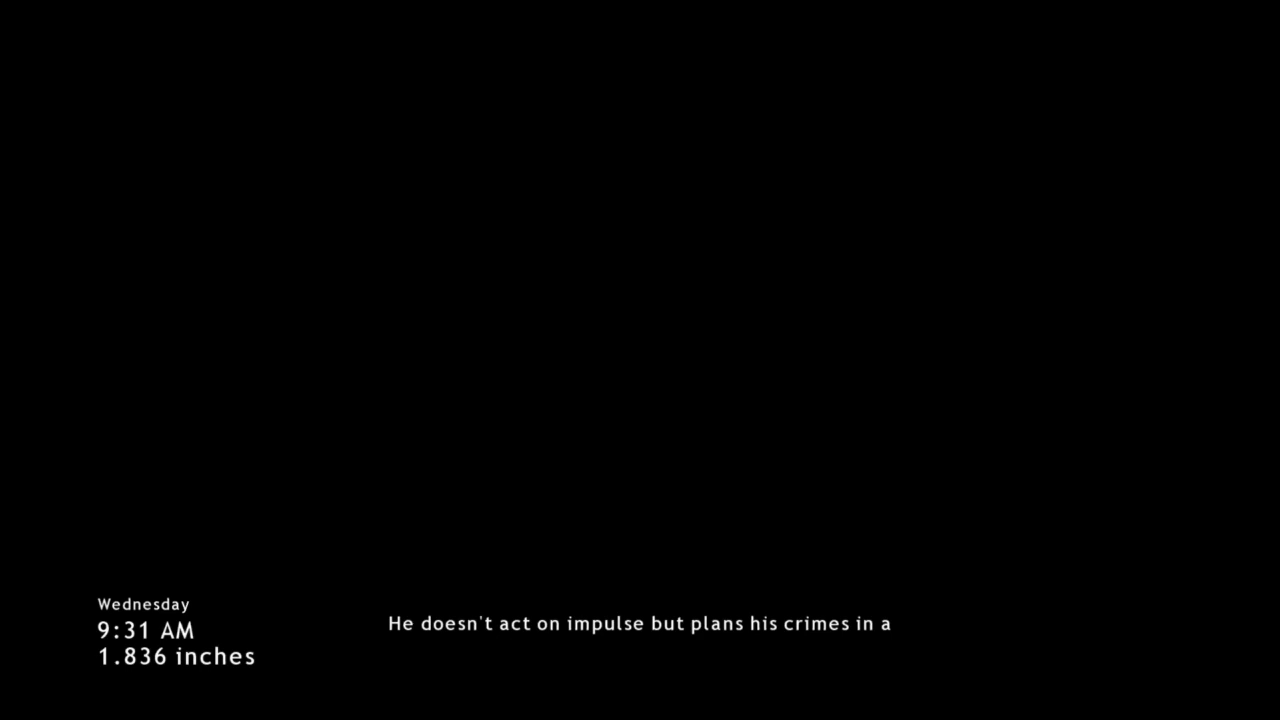 Wednesday
9:31 AM
1.836 inches
He doesn't act on impulse but plans his crimes in a